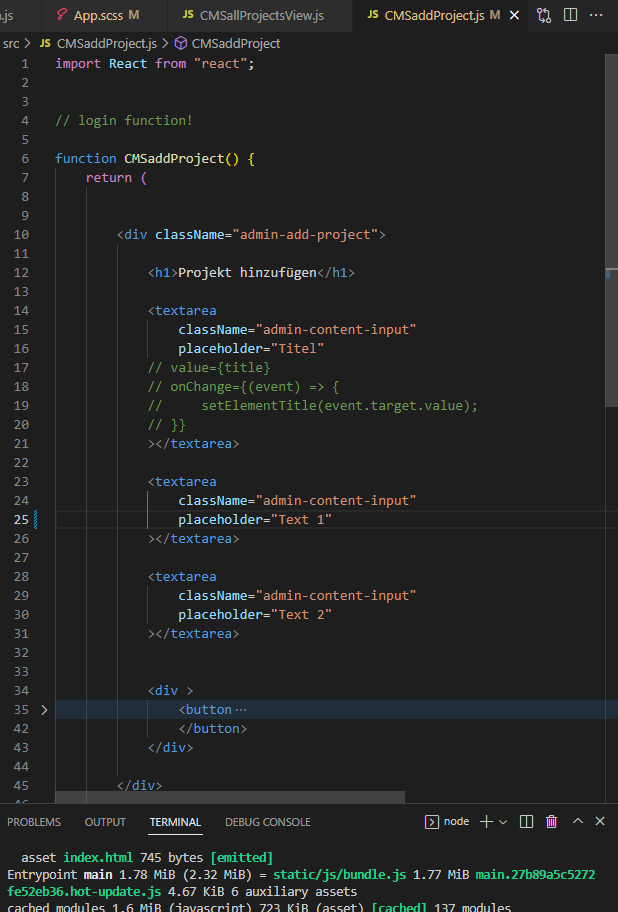 .js App.scss M JS CMSallProjectsView.js JS CMSaddProject.js M
src > JS CMSaddProject.js > CMSaddProject
1 import React from "react";
2
3
4 // login function!
5
6 function CMSaddProject() {
7 return (
8
9
10 <div className="admin-add-project">
11
12 <h1>Projekt hinzufügen</h1>
13
14 <textarea
15 className="admin-content-input"
16 placeholder="Titel"
17 // value={title}
18 // onChange={(event) => {
19 //     setElementTitle(event.target.value);
20 // }}
21 ></textarea>
22
23 <textarea
24 className="admin-content-input"
25 placeholder="Text 1"
26 ></textarea>
27
28 <textarea
29 className="admin-content-input"
30 placeholder="Text 2"
31 ></textarea>
32
33
34 <div >
35 <button ···
42 </button>
43 </div>
44
45 </div>
PROBLEMS OUTPUT TERMINAL DEBUG CONSOLE node
asset index.html 745 bytes [emitted]
Entrypoint main 1.78 MiB (2.32 MiB) = static/js/bundle.js 1.77 MiB main.27b89a5c5272
fe52eb36.hot-update.js 4.67 KiB 6 auxiliary assets
cached modules 1.6 MiB (javascript) 723 KiB (asset) [cached] 137 modules